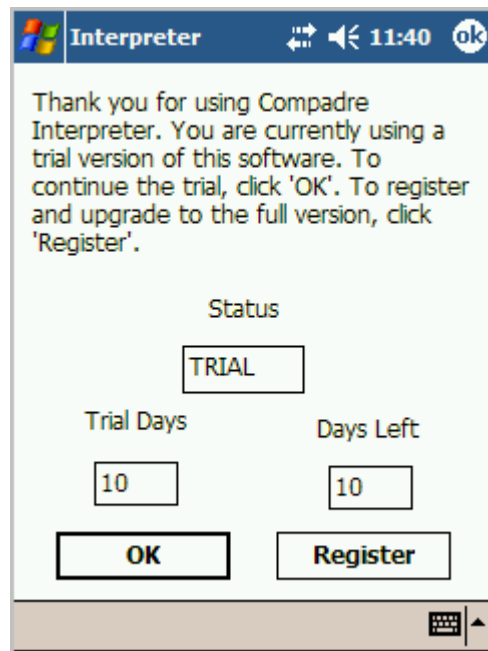 Interpreter 11:40 ok
Thank you for using Compadre
Interpreter. You are currently using a
trial version of this software. To
continue the trial, click 'OK'. To register
and upgrade to the full version, click
'Register'.
Status
TRIAL
Trial Days Days Left
10 10
OK Register